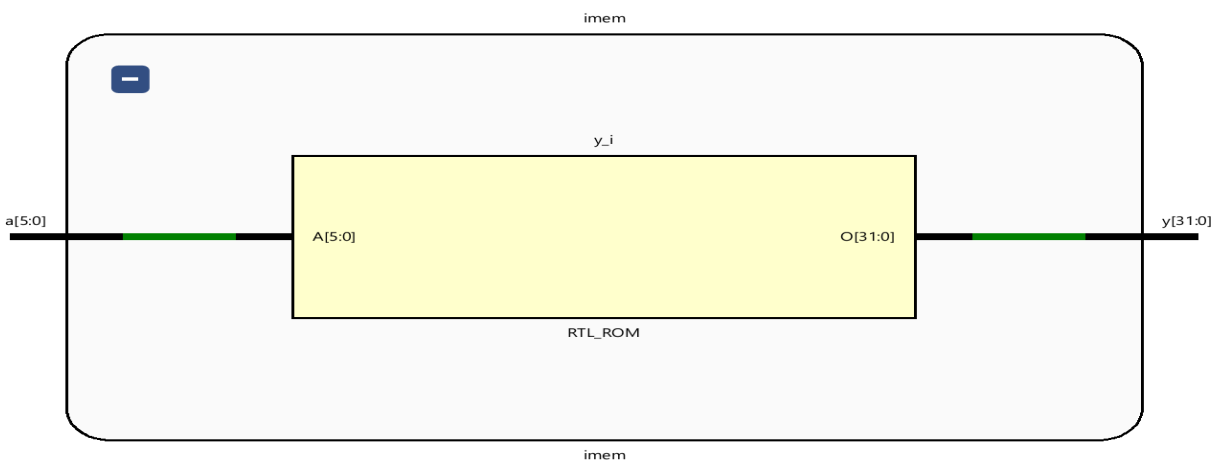 imem
y_i
a[5:0]
A[5:0]
O[31:0]
y[31:0]
RTL_ROM
imem